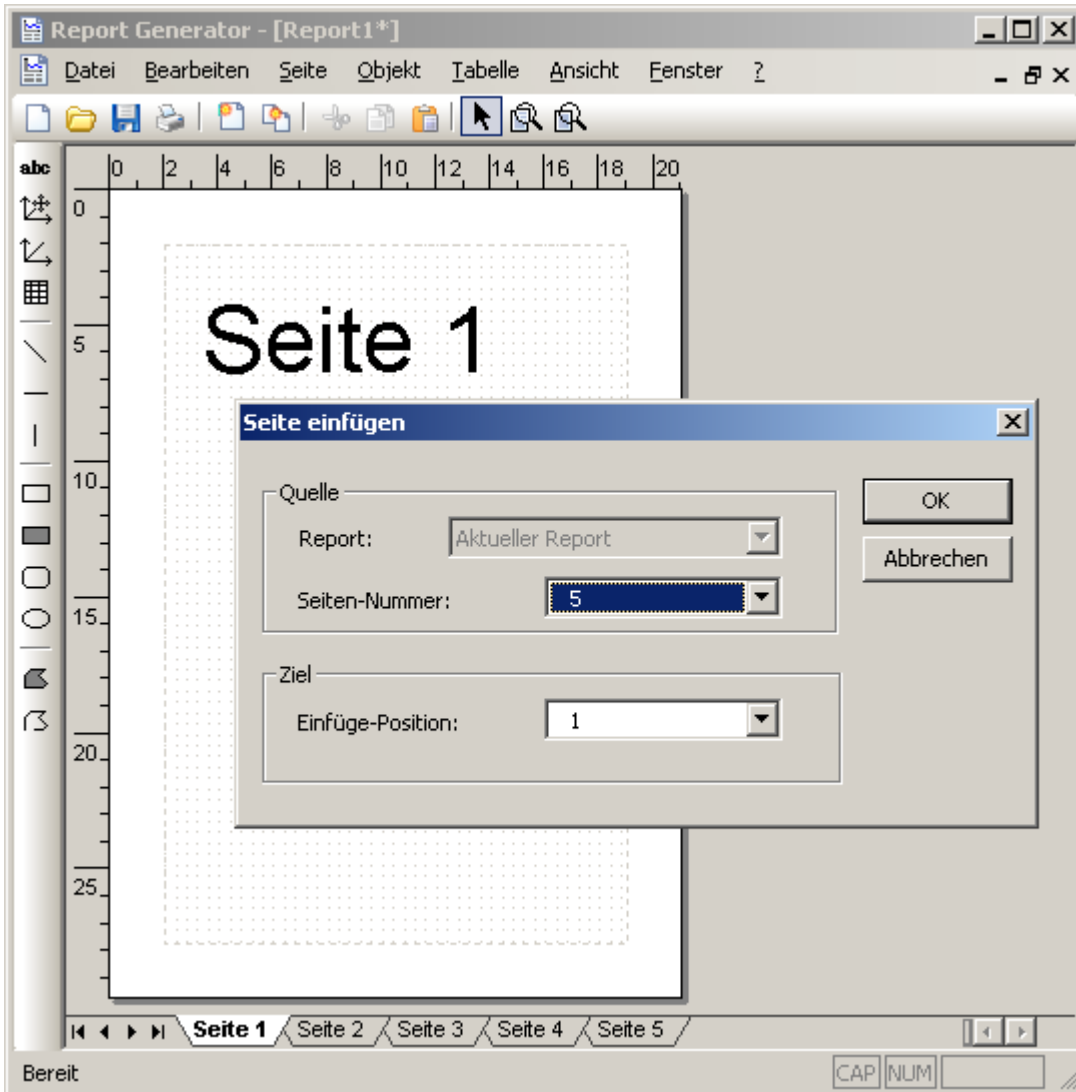 Report Generator - [Report1*]
Datei Bearbeiten Seite Objekt Tabelle Ansicht Fenster ?
abc
0 2 4 6 8 10 12 14 16 18 20
0
5
10
15
20
25
Seite 1
Seite einfügen
Quelle
Report: Aktueller Report
Seiten-Nummer: 5
OK
Abbrechen
Ziel
Einfüge-Position: 1
Seite 1 Seite 2 Seite 3 Seite 4 Seite 5
Bereit CAP NUM